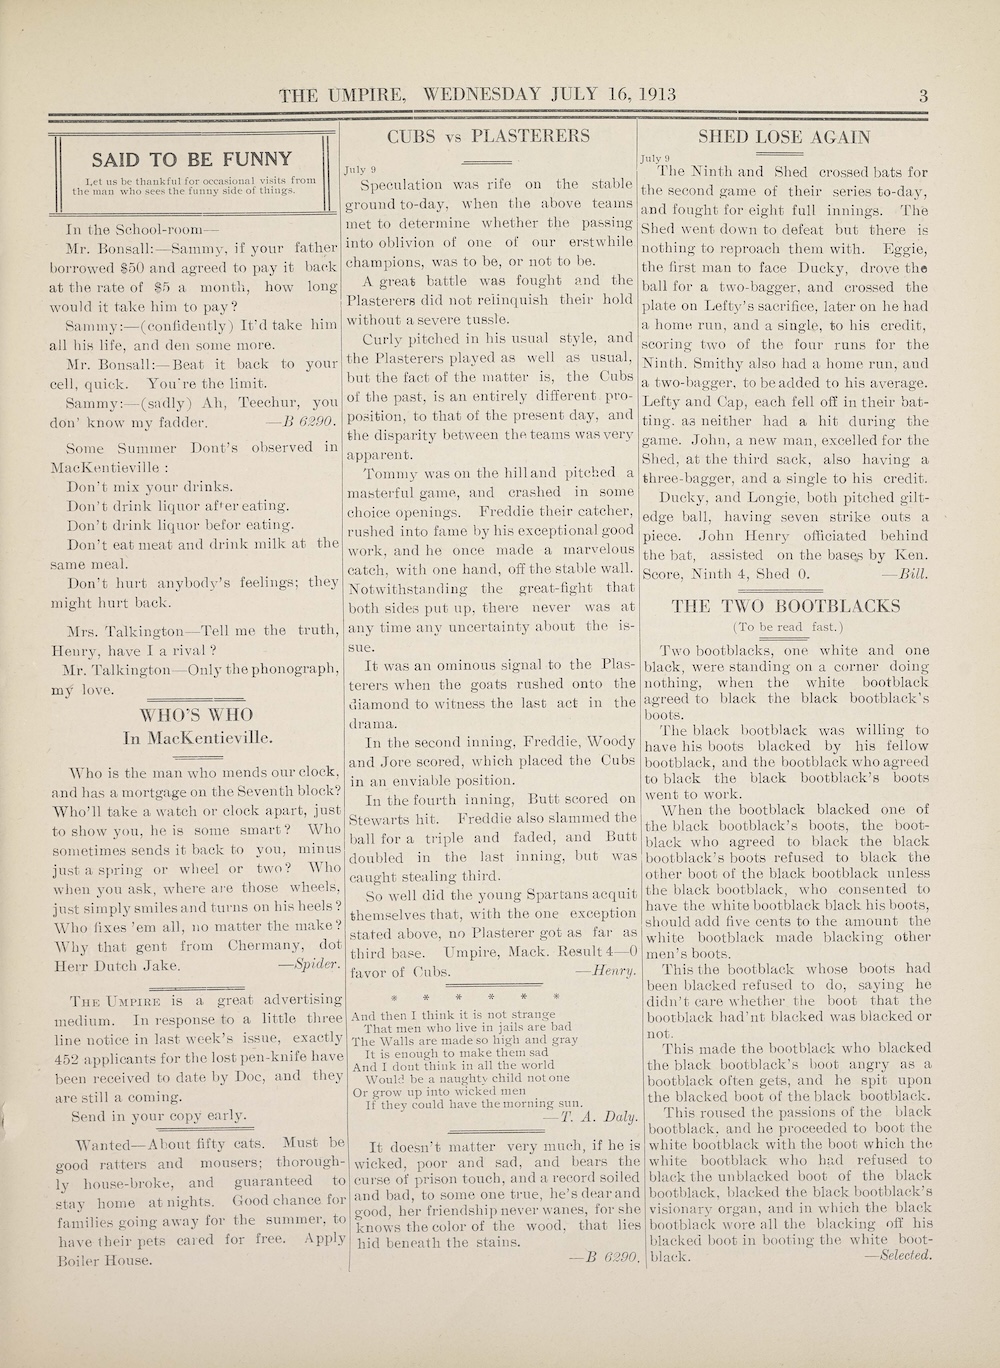 THE UMPIRE, WEDNESDAY JULY 16, 1913 3
SAID TO BE FUNNY
Let us be thankful for occasional visits from
the man who sees the funny side of things.
In the School-room—
Mr. Bonsall:—Sammy, if your father
borrowed $50 and agreed to pay it back
at the rate of $5 a month, how long
would it take him to pay?
Sammy:—(confidently) It'd take him
all his life, and den some more.
Mr. Bonsall:—Beat it back to your
cell, quick. You're the limit.
Sammy:—(sadly) Ah, Teechur, you
don' know my fadder. —B 6290.
Some Summer Dont's observed in
MacKentieville :
Don't mix your drinks.
Don't drink liquor after eating.
Don't drink liquor befor eating.
Don't eat meat and drink milk at the
same meal.
Don't hurt anybody's feelings; they
might hurt back.
Mrs. Talkington—Tell me the truth,
Henry, have I a rival ?
Mr. Talkington—Only the phonograph,
my love.
WHO'S WHO
In MacKentieville.
Who is the man who mends our clock,
and has a mortgage on the Seventh block?
Who'll take a watch or clock apart, just
to show you, he is some smart? Who
sometimes sends it back to you, minus
just a spring or wheel or two? Who
when you ask, where are those wheels,
just simply smiles and turns on his heels ?
Who fixes 'em all, no matter the make ?
Why that gent from Chermany, dot
Herr Dutch Jake. —Spider.
THE UMPIRE is a great advertising
medium. In response to a little three
line notice in last week's issue, exactly
452 applicants for the lost pen-knife have
been received to date by Doc, and they
are still a coming.
Send in your copy early.
Wanted—About fifty cats. Must be
good ratters and mousers; thorough-
ly house-broke, and guaranteed to
stay home at nights. Good chance for
families going away for the summer, to
have their pets cared for free. Apply
Boiler House.
CUBS vs PLASTERERS
July 9
Speculation was rife on the stable
ground to-day, when the above teams
met to determine whether the passing
into oblivion of one of our erstwhile
champions, was to be, or not to be.
A great battle was fought and the
Plasterers did not relinquish their hold
without a severe tussle.
Curly pitched in his usual style, and
the Plasterers played as well as usual,
but the fact of the matter is, the Cubs
of the past, is an entirely different pro-
position, to that of the present day, and
the disparity between the teams was very
apparent.
Tommy was on the hill and pitched a
masterful game, and crashed in some
choice openings. Freddie their catcher,
rushed into fame by his exceptional good
work, and he once made a marvelous
catch, with one hand, off the stable wall.
Notwithstanding the great-fight that
both sides put up, there never was at
any time any uncertainty about the is-
sue.
It was an ominous signal to the Plas-
terers when the goats rushed onto the
diamond to witness the last act in the
drama.
In the second inning, Freddie, Woody
and Jore scored, which placed the Cubs
in an enviable position.
In the fourth inning, Butt scored on
Stewarts hit. Freddie also slammed the
ball for a triple and faded, and Butt
doubled in the last inning, but was
caught stealing third.
So well did the young Spartans acquit
themselves that, with the one exception
stated above, no Plasterer got as far as
third base. Umpire, Mack. Result 4—0
favor of Cubs. —Henry.
* * * * * *
And then I think it is not strange
That men who live in jails are bad
The Walls are made so high and gray
It is enough to make them sad
And I dont think in all the world
Would be a naughty child not one
Or grow up into wicked men
If they could have the morning sun.
—T. A. Daly.
It doesn't matter very much, if he is
wicked, poor and sad, and bears the
curse of prison touch, and a record soiled
and bad, to some one true, he's dear and
good, her friendship never wanes, for she
knows the color of the wood, that lies
hid beneath the stains.
—B 6290.
SHED LOSE AGAIN
July 9
The Ninth and Shed crossed bats for
the second game of their series to-day,
and fought for eight full innings. The
Shed went down to defeat but there is
nothing to reproach them with. Eggie,
the first man to face Ducky, drove the
ball for a two-bagger, and crossed the
plate on Lefty's sacrifice, later on he had
a home run, and a single, to his credit,
scoring two of the four runs for the
Ninth. Smithy also had a home run, and
a two-bagger, to be added to his average.
Lefty and Cap, each fell off in their bat-
ting. as neither had a hit during the
game. John, a new man, excelled for the
Shed, at the third sack, also having a
three-bagger, and a single to his credit.
Ducky, and Longie, both pitched gilt-
edge ball, having seven strike outs a
piece. John Henry officiated behind
the bat, assisted on the bases by Ken.
Score, Ninth 4, Shed 0. —Bill.
THE TWO BOOTBLACKS
(To be read fast.)
Two bootblacks, one white and one
black, were standing on a corner doing
nothing, when the white bootblack
agreed to black the black bootblack's
boots.
The black bootblack was willing to
have his boots blacked by his fellow
bootblack, and the bootblack who agreed
to black the black bootblack's boots
went to work.
When the bootblack blacked one of
the black bootblack's boots, the boot-
black who agreed to black the black
bootblack's boots refused to black the
other boot of the black bootblack unless
the black bootblack, who consented to
have the white bootblack black his boots,
should add five cents to the amount the
white bootblack made blacking other
men's boots.
This the bootblack whose boots had
been blacked refused to do, saying he
didn't care whether the boot that the
bootblack had'nt blacked was blacked or
not.
This made the bootblack who blacked
the black bootblack's boot angry as a
bootblack often gets, and he spit upon
the blacked boot of the black bootblack.
This roused the passions of the black
bootblack, and he proceeded to boot the
white bootblack with the boot which the
white bootblack who had refused to
black the unblacked boot of the black
bootblack, blacked the black bootblack's
visionary organ, and in which the black
bootblack wore all the blacking off his
blacked boot in booting the white boot-
black. —Selected.